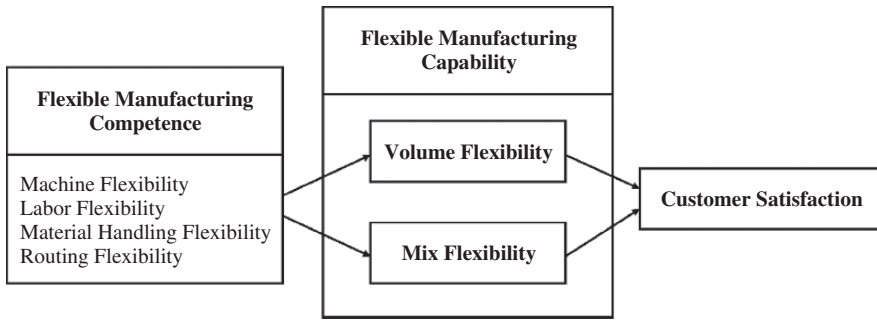 Flexible Manufacturing
Competence
Machine Flexibility
Labor Flexibility
Material Handling Flexibility
Routing Flexibility
Flexible Manufacturing
Capability
Volume Flexibility
Mix Flexibility
Customer Satisfaction